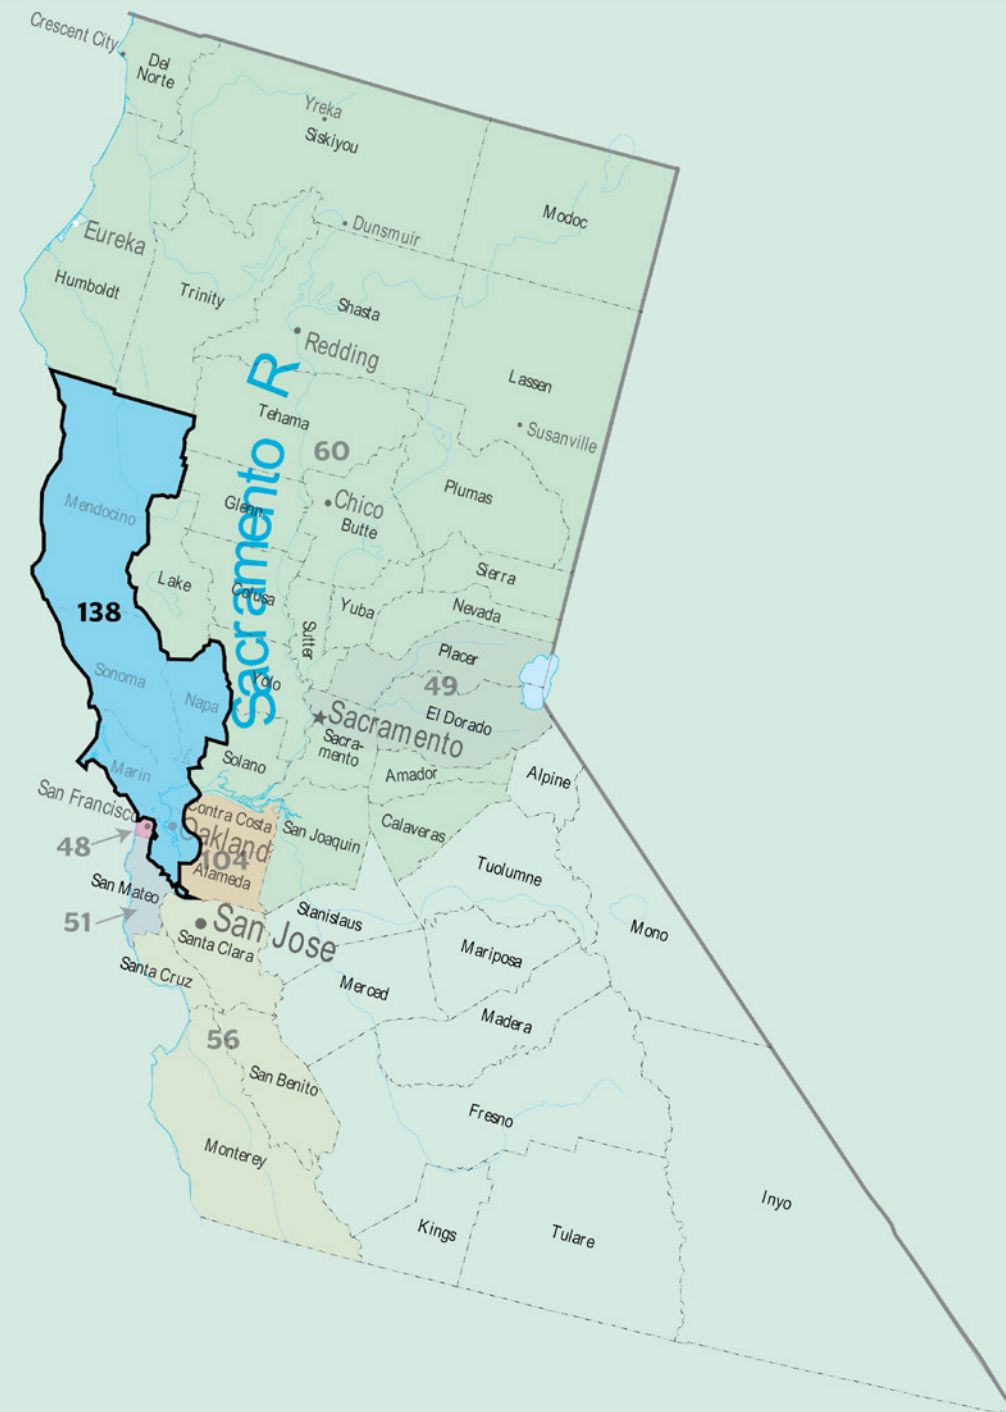 Crescent City
Del
Norte
Yreka
Siskiyou
Modoc
Dunsmuir
Eureka
Humboldt
Trinity
Shasta
Redding
Lassen
Sacramento R
Tehama
Susanville
60
Plumas
Mendocino
Glenn
Chico
Butte
Lake
Colusa
Sierra
138
Yuba
Nevada
Sutter
Placer
Sonoma
Yolo
49
Napa
El Dorado
Sacramento
Sacra-
mento
Solano
Marin
Amador
Alpine
San Francisco
Contra Costa
San Joaquin
Calaveras
48
Oakland
104
Alameda
Tuolumne
San Mateo
51
San Jose
Stanislaus
Mono
Santa Clara
Mariposa
Santa Cruz
Merced
Madera
56
San Benito
Fresno
Monterey
Inyo
Kings
Tulare